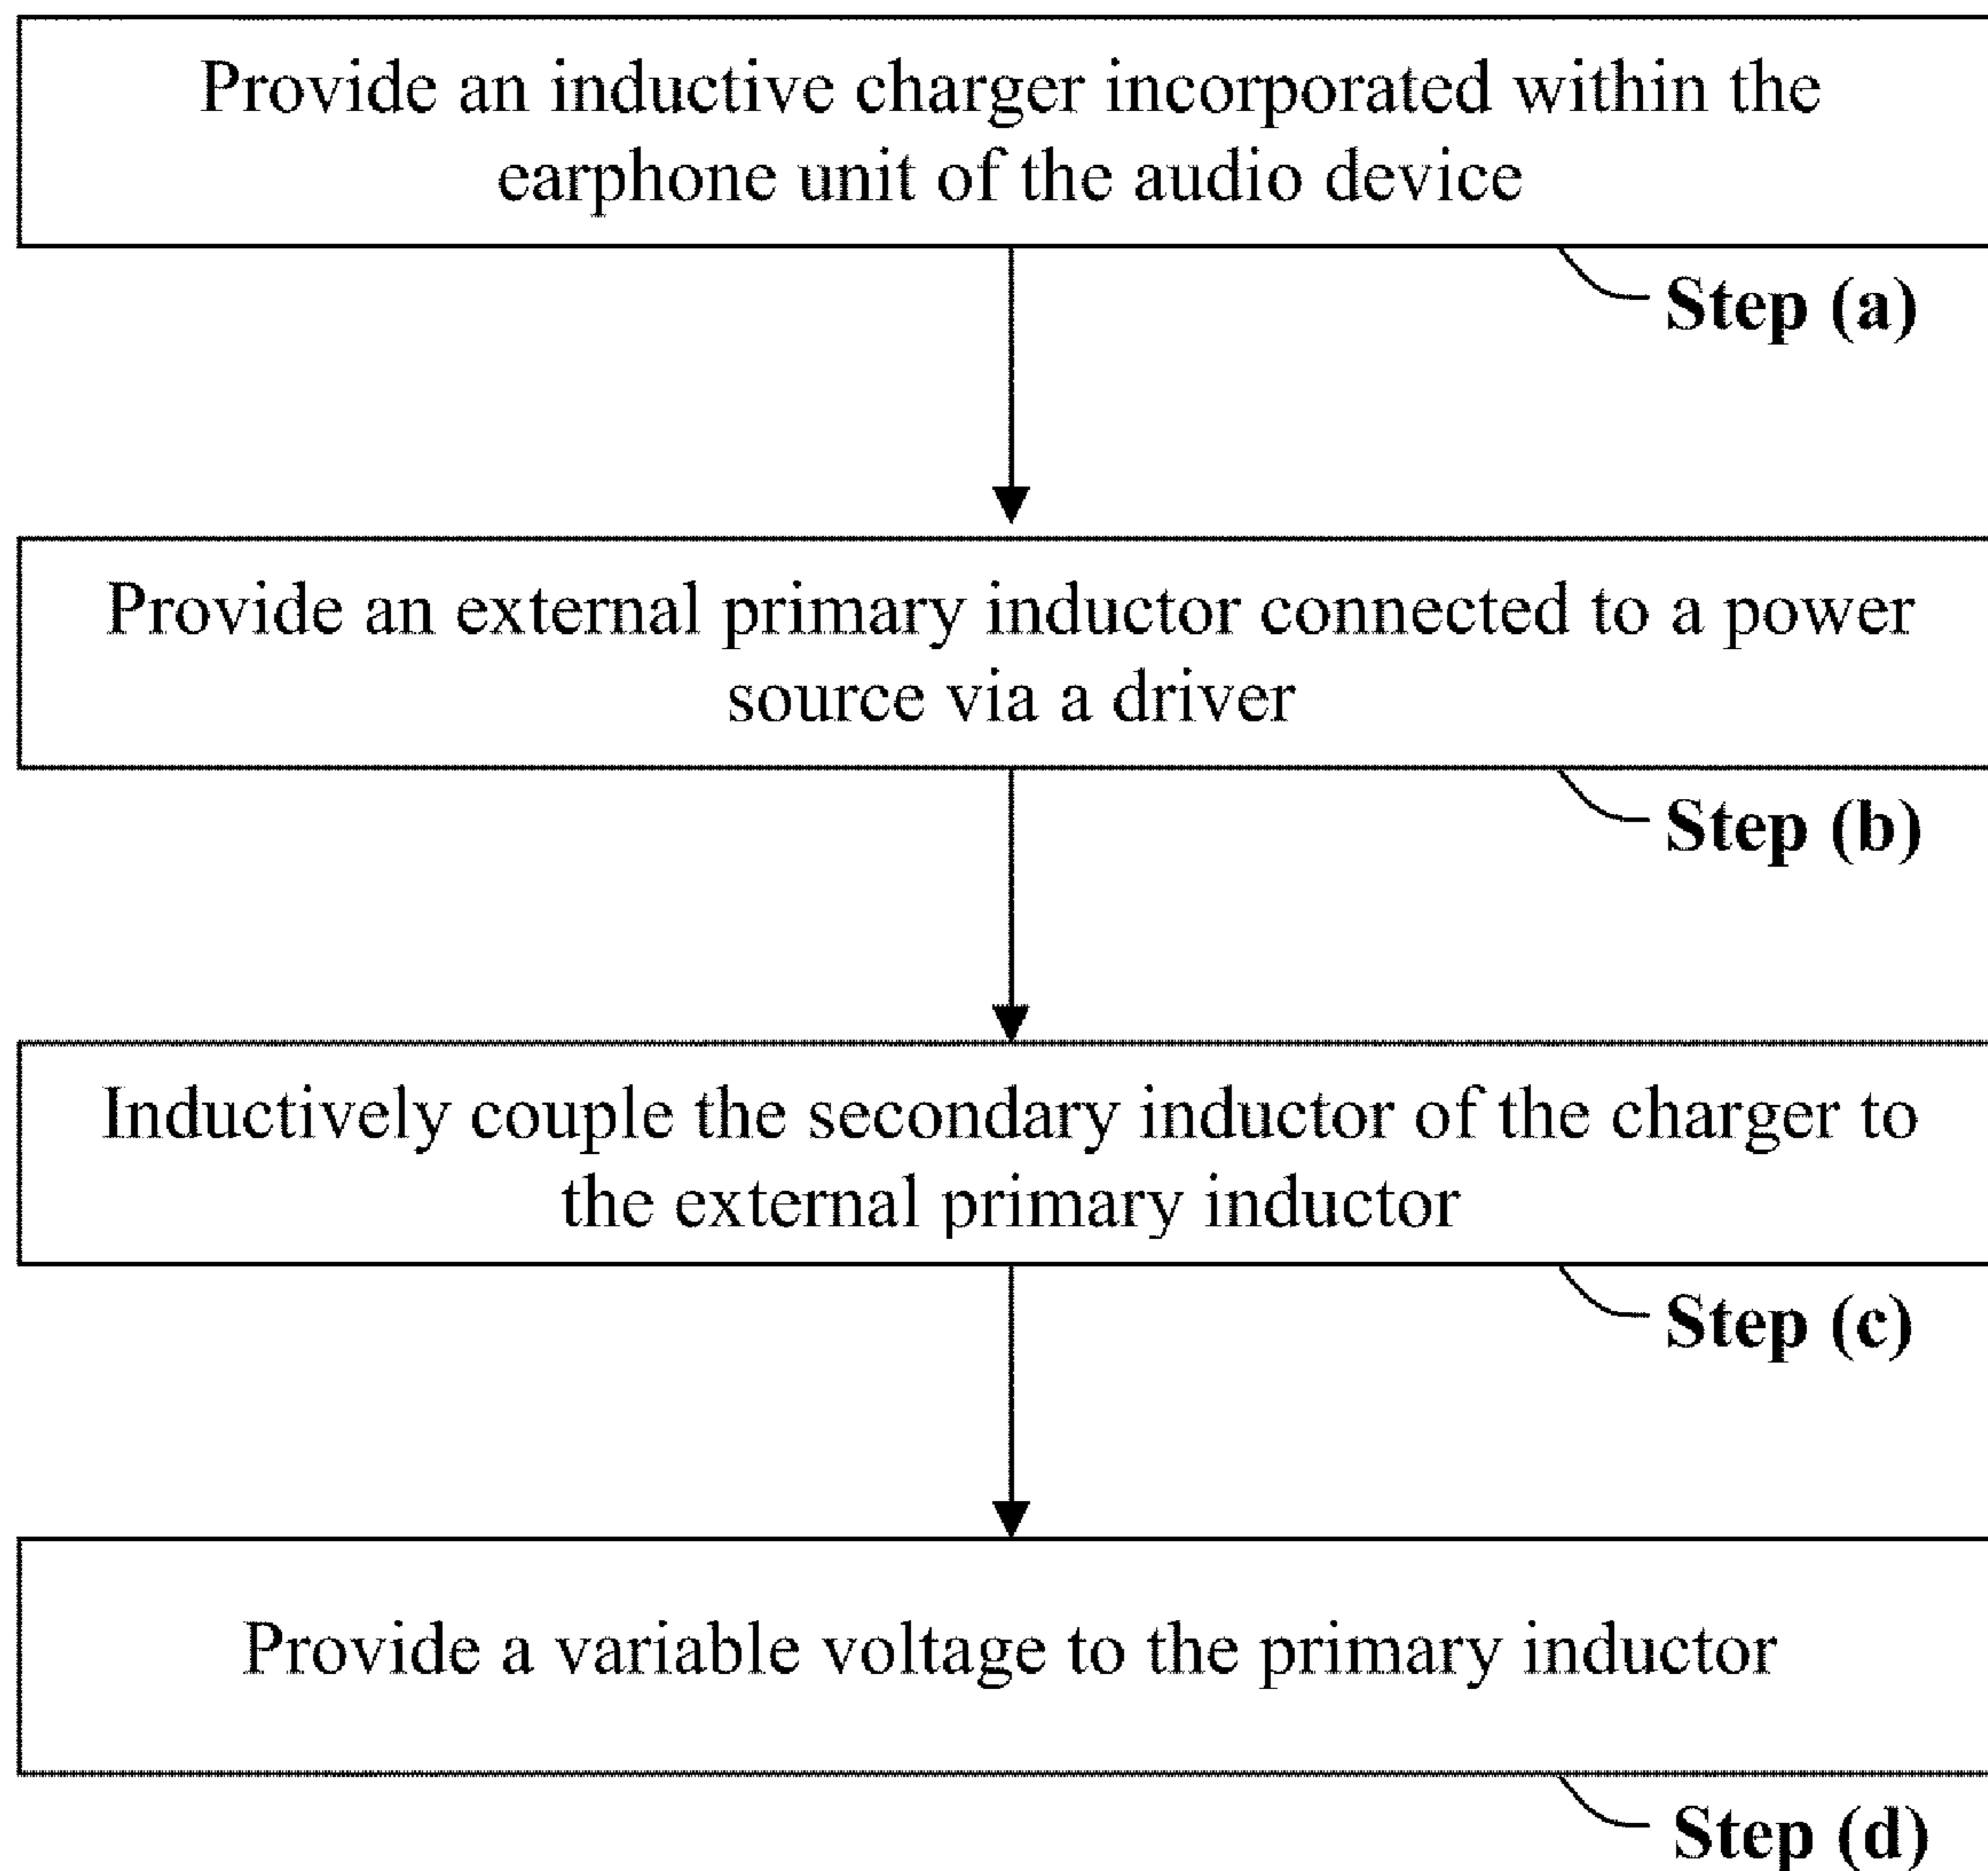 Provide an inductive charger incorporated within the
earphone unit of the audio device
Step (a)
Provide an external primary inductor connected to a power
source via a driver
Step (b)
Inductively couple the secondary inductor of the charger to
the external primary inductor
Step (c)
Provide a variable voltage to the primary inductor
Step (d)